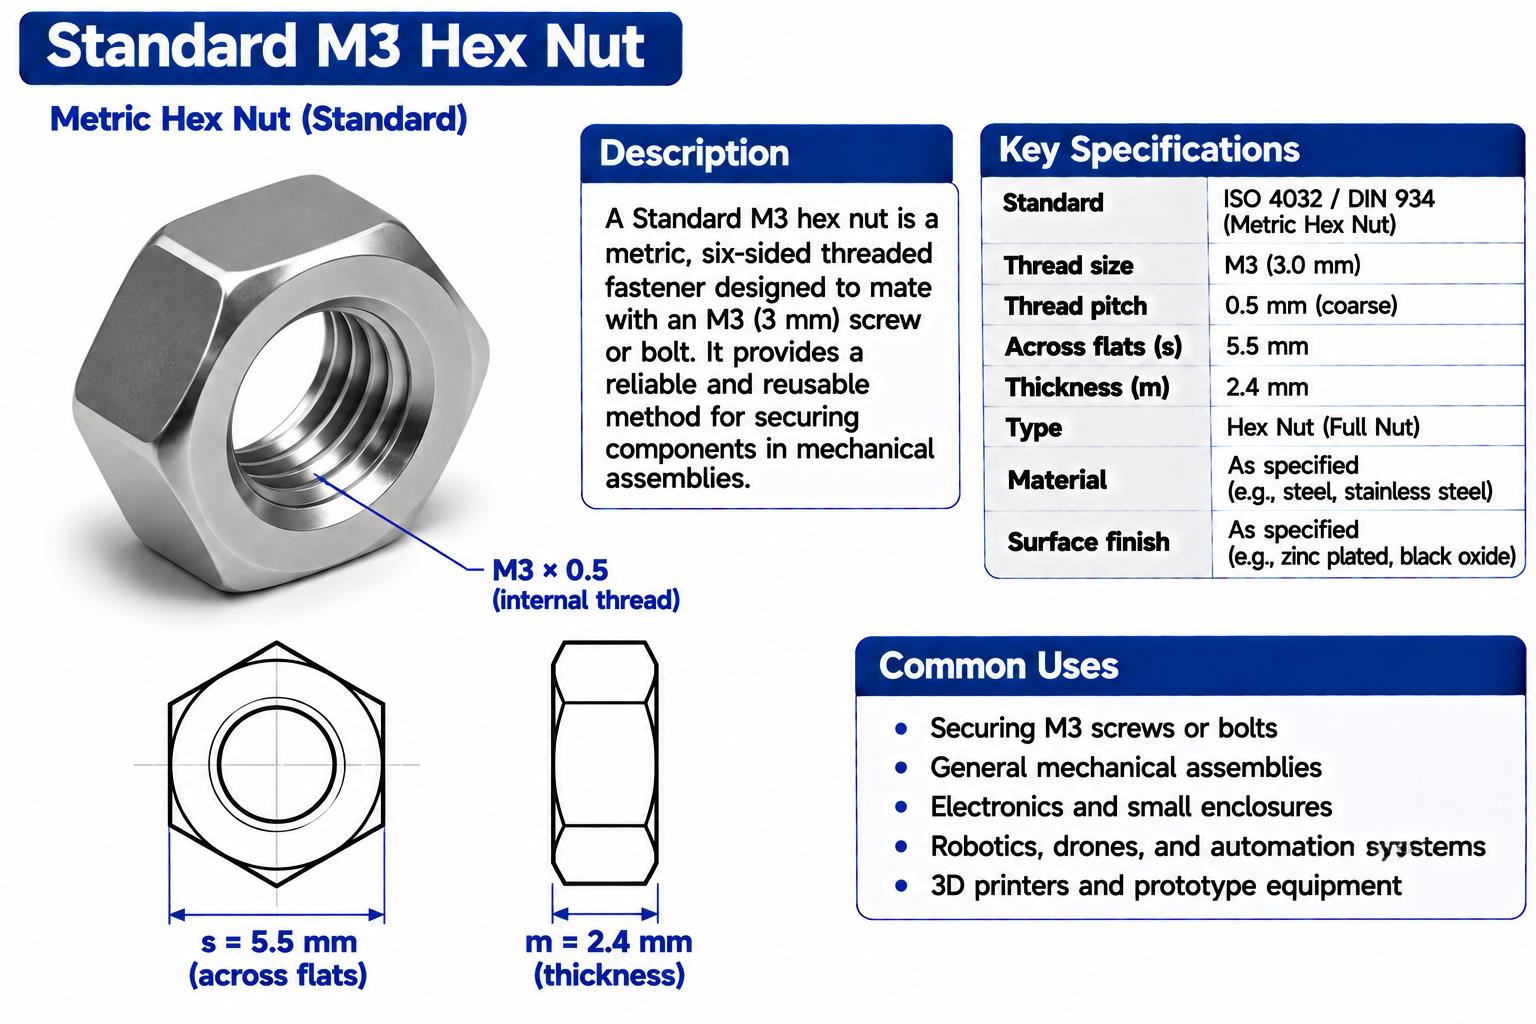 Standard M3 Hex Nut
Metric Hex Nut (Standard)
Description
A Standard M3 hex nut is a
metric, six-sided threaded
fastener designed to mate
with an M3 (3 mm) screw
or bolt. It provides a
reliable and reusable
method for securing
components in mechanical
assemblies.
Key Specifications
Standard ISO 4032 / DIN 934
(Metric Hex Nut)
Thread size M3 (3.0 mm)
Thread pitch 0.5 mm (coarse)
Across flats (s) 5.5 mm
Thickness (m) 2.4 mm
Type Hex Nut (Full Nut)
Material As specified
(e.g., steel, stainless steel)
Surface finish As specified
(e.g., zinc plated, black oxide)
M3 × 0.5
(internal thread)
s = 5.5 mm
(across flats)
m = 2.4 mm
(thickness)
Common Uses
• Securing M3 screws or bolts
• General mechanical assemblies
• Electronics and small enclosures
• Robotics, drones, and automation
• 3D printers and prototype equipment